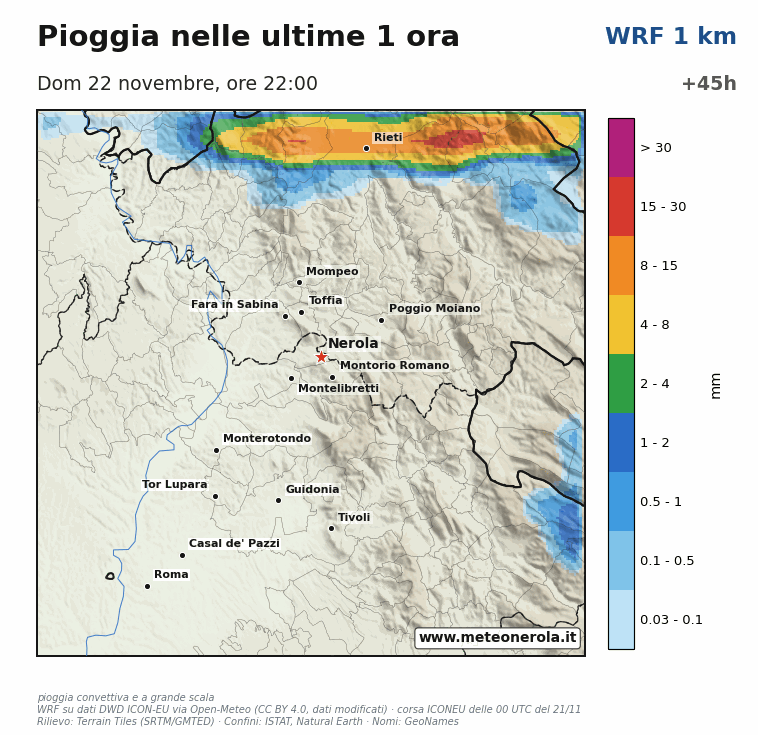 Pioggia nelle ultime 1 ora
WRF 1 km
Dom 22 novembre, ore 22:00
+45h
Rieti
Mompeo
Fara in Sabina
Toffia
Poggio Moiano
Nerola
Montorio Romano
Montelibretti
Monterotondo
Tor Lupara
Guidonia
Tivoli
Casal de' Pazzi
Roma
www.meteonerola.it
> 30
15 - 30
8 - 15
4 - 8
2 - 4
1 - 2
0.5 - 1
0.1 - 0.5
0.03 - 0.1
mm
pioggia convettiva e a grande scala
WRF su dati DWD ICON-EU via Open-Meteo (CC BY 4.0, dati modificati) · corsa ICONEU delle 00 UTC del 21/11
Rilievo: Terrain Tiles (SRTM/GMTED) · Confini: ISTAT, Natural Earth · Nomi: GeoNames